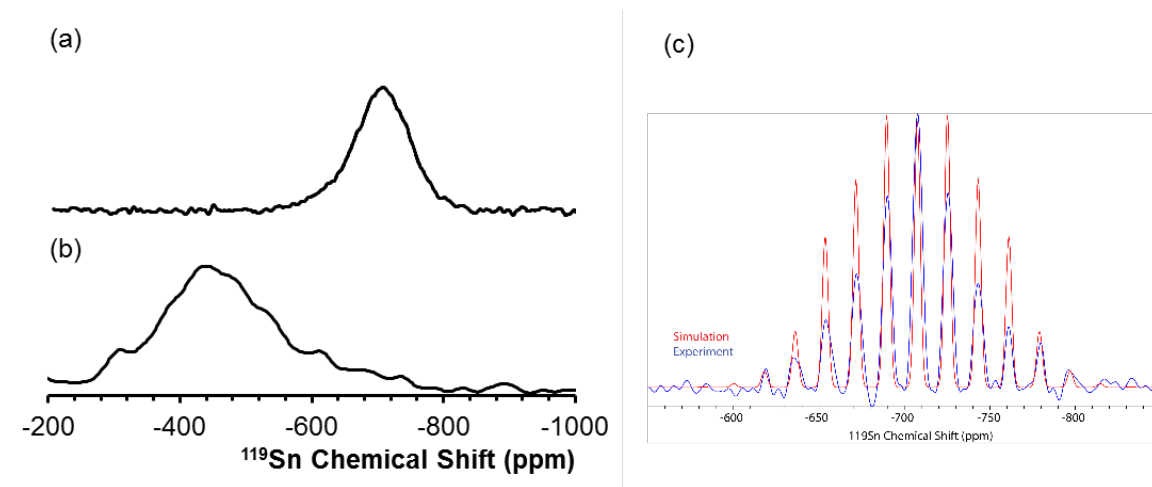 (a)
(b)
-200 -400 -600 -800 -1000
119Sn Chemical Shift (ppm)
(c)
Simulation
Experiment
-600 -650 -700 -750 -800
119Sn Chemical Shift (ppm)